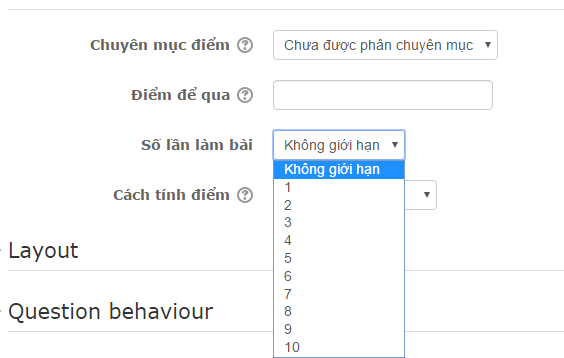 Chuyên mục điểm
Chưa được phân chuyên mục
Điểm để qua
Số lần làm bài
Không giới hạn
Không giới hạn
1
2
3
4
5
6
7
8
9
10
Cách tính điểm
Layout
Question behaviour